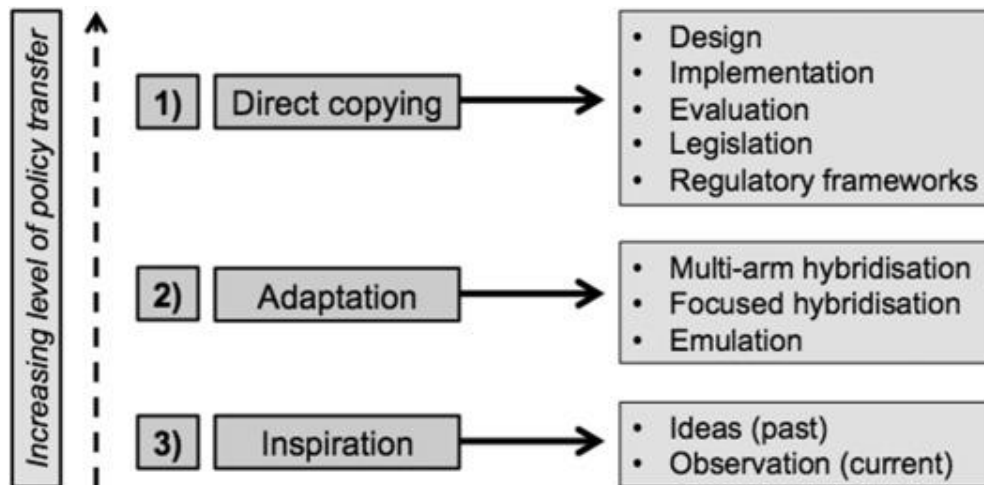 Increasing level of policy transfer
1) Direct copying
• Design
• Implementation
• Evaluation
• Legislation
• Regulatory frameworks
2) Adaptation
• Multi-arm hybridisation
• Focused hybridisation
• Emulation
3) Inspiration
• Ideas (past)
• Observation (current)